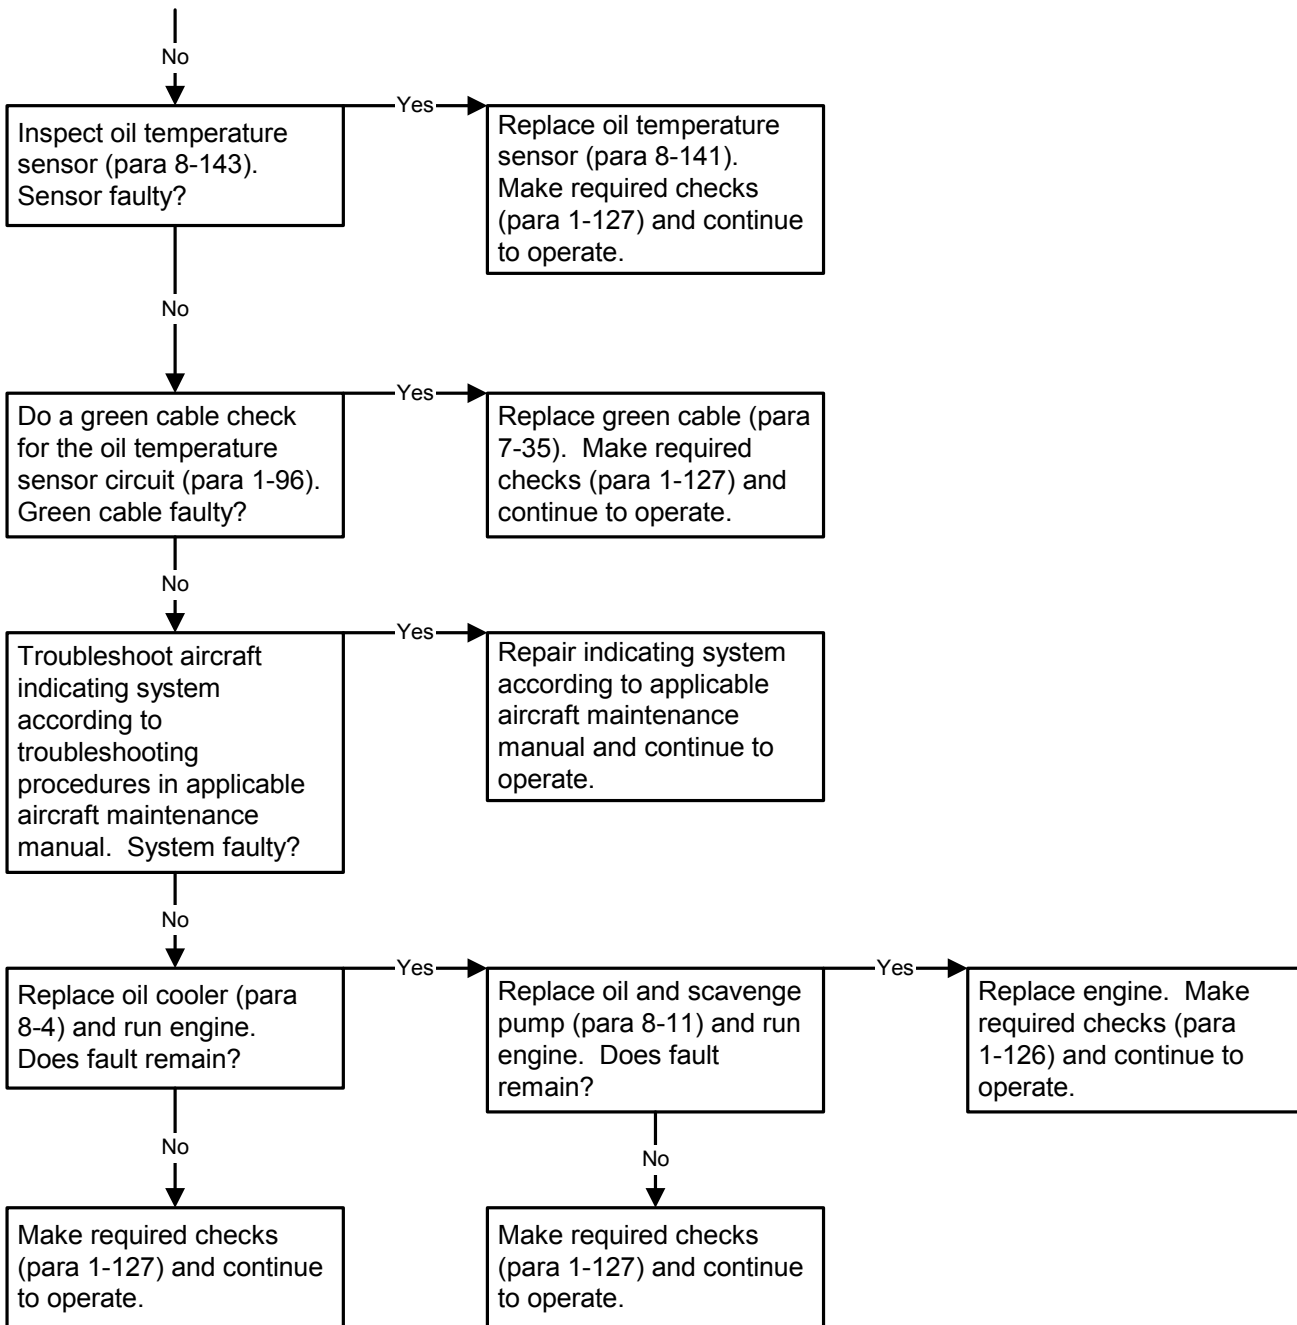 No
Inspect oil temperature
sensor (para 8-143).
Sensor faulty?
Yes
Replace oil temperature
sensor (para 8-141).
Make required checks
(para 1-127) and continue
to operate.
No
Do a green cable check
for the oil temperature
sensor circuit (para 1-96).
Green cable faulty?
Yes
Replace green cable (para
7-35).  Make required
checks (para 1-127) and
continue to operate.
No
Troubleshoot aircraft
indicating system
according to
troubleshooting
procedures in applicable
aircraft maintenance
manual.  System faulty?
Yes
Repair indicating system
according to applicable
aircraft maintenance
manual and continue to
operate.
No
Replace oil cooler (para
8-4) and run engine.
Does fault remain?
Yes
Replace oil and scavenge
pump (para 8-11) and run
engine.  Does fault
remain?
Yes
Replace engine.  Make
required checks (para
1-126) and continue to
operate.
No
Make required checks
(para 1-127) and continue
to operate.
No
Make required checks
(para 1-127) and continue
to operate.